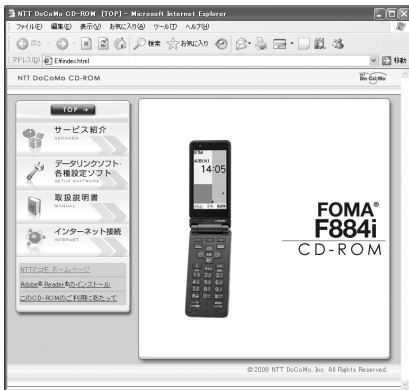 NTT DoCoMo CD-ROM [TOP] - Microsoft Internet Explorer
ファイル(F) 編集(E) 表示(V) お気に入り(A) ツール(T) ヘルプ(H)
戻る 検索 お気に入り
アドレス(D) E:¥index.html 移動
NTT DoCoMo CD-ROM
DoCoMo
TOP
サービス紹介
SERVICES
データリンクソフト・
各種設定ソフト
SETUP SOFTWARE
取扱説明書
MANUAL
インターネット接続
INTERNET
NTTドコモ ホームページ
Adobe® Reader®のインストール
このCD-ROMのご利用にあたって
4/8(火)
14:05
FOMA®
F884i
CD-ROM
©2008 NTT DoCoMo, Inc. All Rights Reserved.